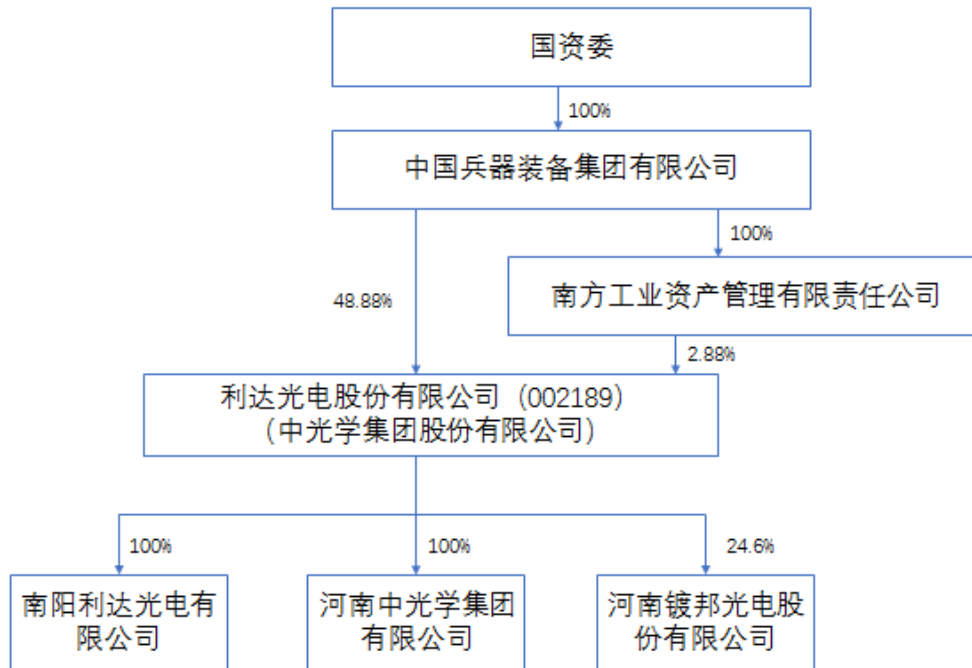 国资委
100%
中国兵器装备集团有限公司
100%
48.88%
南方工业资产管理有限责任公司
2.88%
利达光电股份有限公司（002189）
（中光学集团股份有限公司）
100%
100%
24.6%
南阳利达光电有
限公司
河南中光学集团
有限公司
河南镀邦光电股
份有限公司